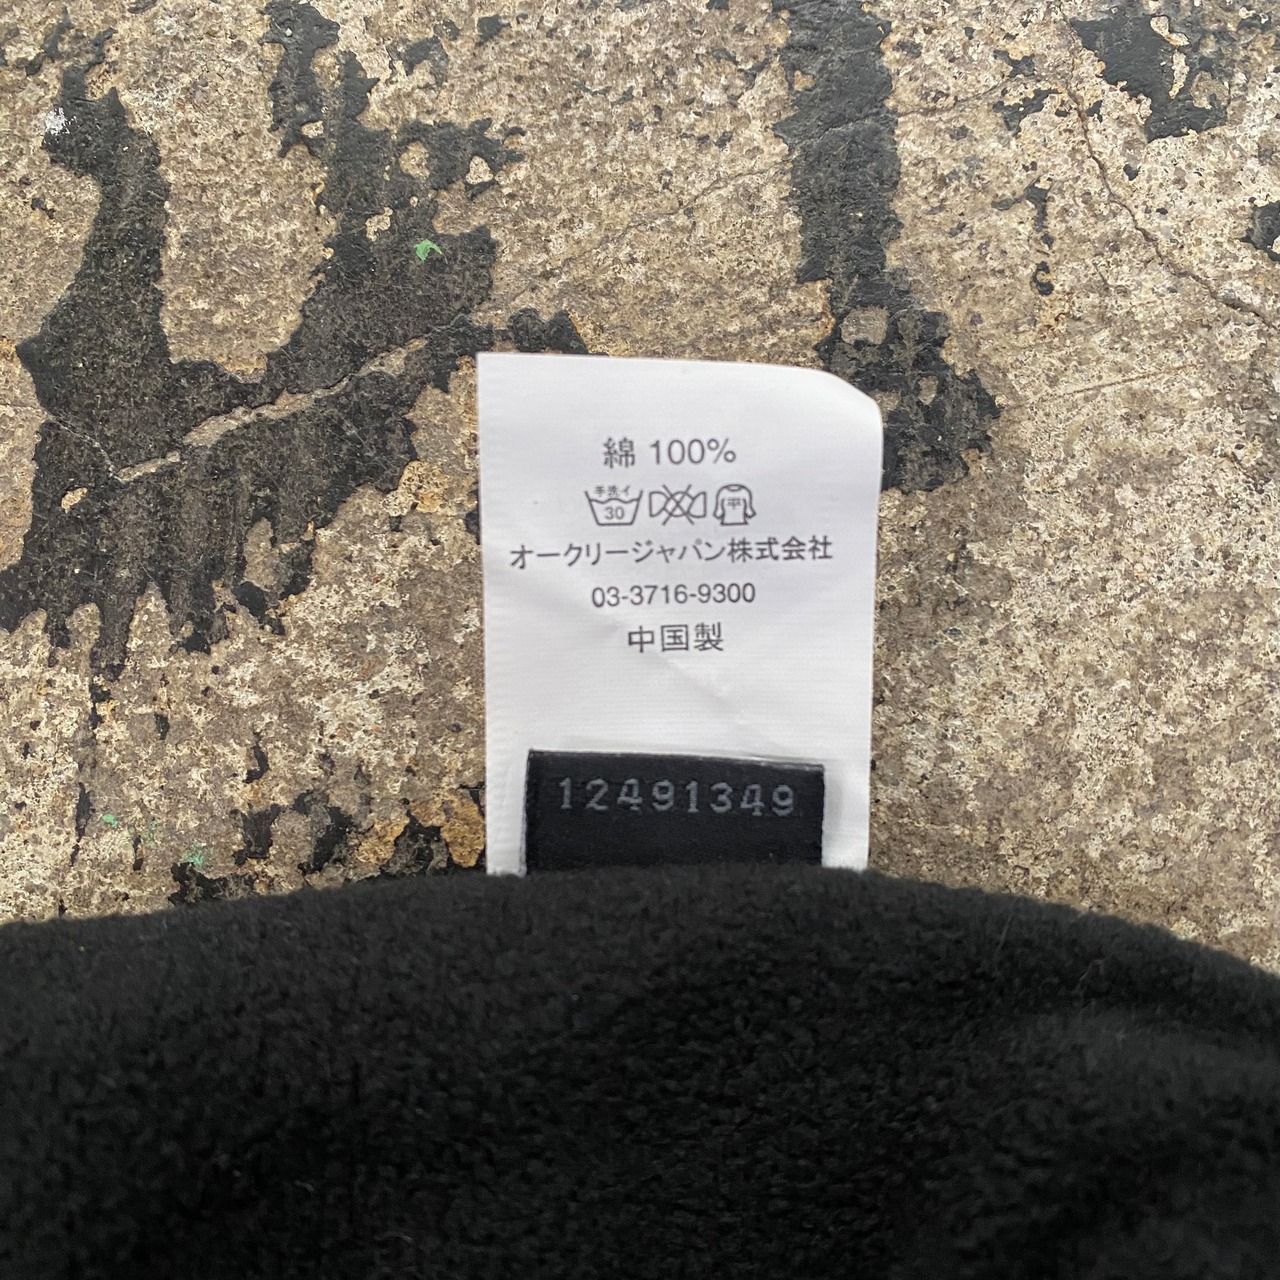 綿 100%
手洗イ
30
平
オークリージャパン株式会社
03-3716-9300
中国製
12491349